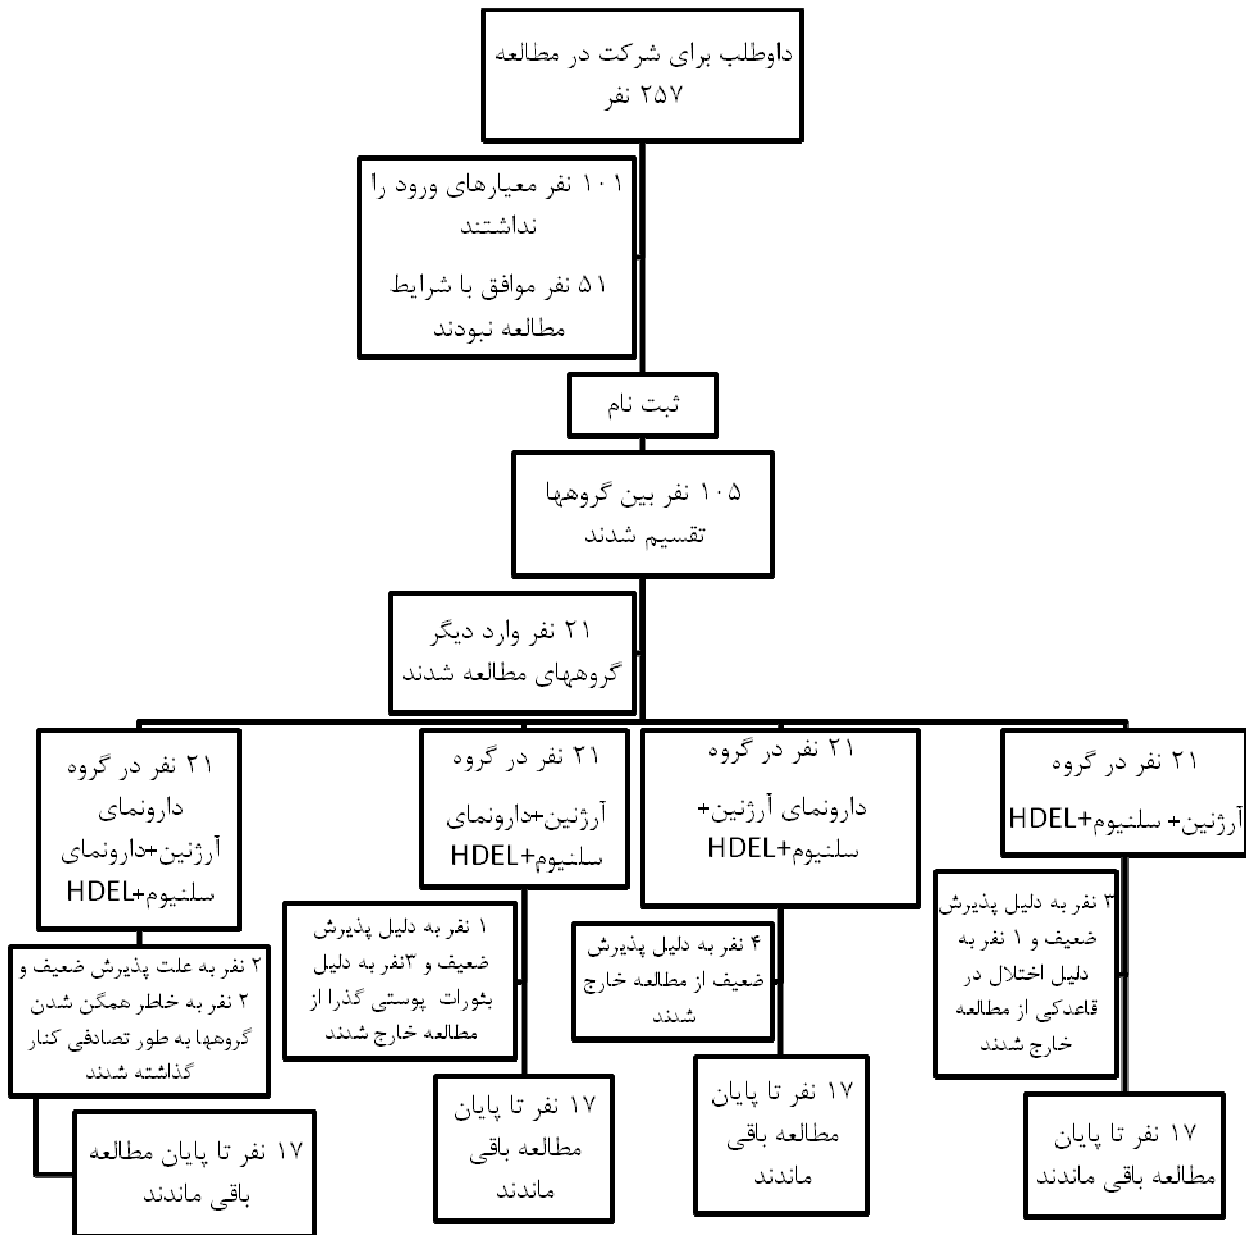 داوطلب برای شرکت در مطالعه
۲۵۷ نفر
۱۰۱ نفر معیارهای ورود را
نداشتند
۵۱ نفر موافق با شرایط
مطالعه نبودند
ثبت نام
۱۰۵ نفر بین گروهها
تقسیم شدند
۲۱ نفر وارد دیگر
گروههای مطالعه شدند
۲۱ نفر در گروه
آرژنین+ سلنیوم+HDEL
۳ نفر به دلیل پذیرش
ضعیف و ۱ نفر به
دلیل اختلال در
قاعدگی از مطالعه
خارج شدند
۱۷ نفر تا پایان
مطالعه باقی ماندند
۲۱ نفر در گروه
دارونمای آرژنین+
سلنیوم+HDEL
۴ نفر به دلیل پذیرش
ضعیف از مطالعه خارج
شدند
۱۷ نفر تا پایان
مطالعه باقی
ماندند
۲۱ نفر در گروه
آرژنین+دارونمای
سلنیوم+HDEL
۱ نفر به دلیل پذیرش
ضعیف و ۳نفر به دلیل
بثورات پوستی گذرا از
مطالعه خارج شدند
۱۷ نفر تا پایان
مطالعه باقی
ماندند
۲۱ نفر در گروه
دارونمای
آرژنین+دارونمای
سلنیوم+HDEL
۲ نفر به علت پذیرش ضعیف و
۲ نفر به خاطر همگن شدن
گروهها به طور تصادفی کنار
گذاشته شدند
۱۷ نفر تا پایان مطالعه
باقی ماندند